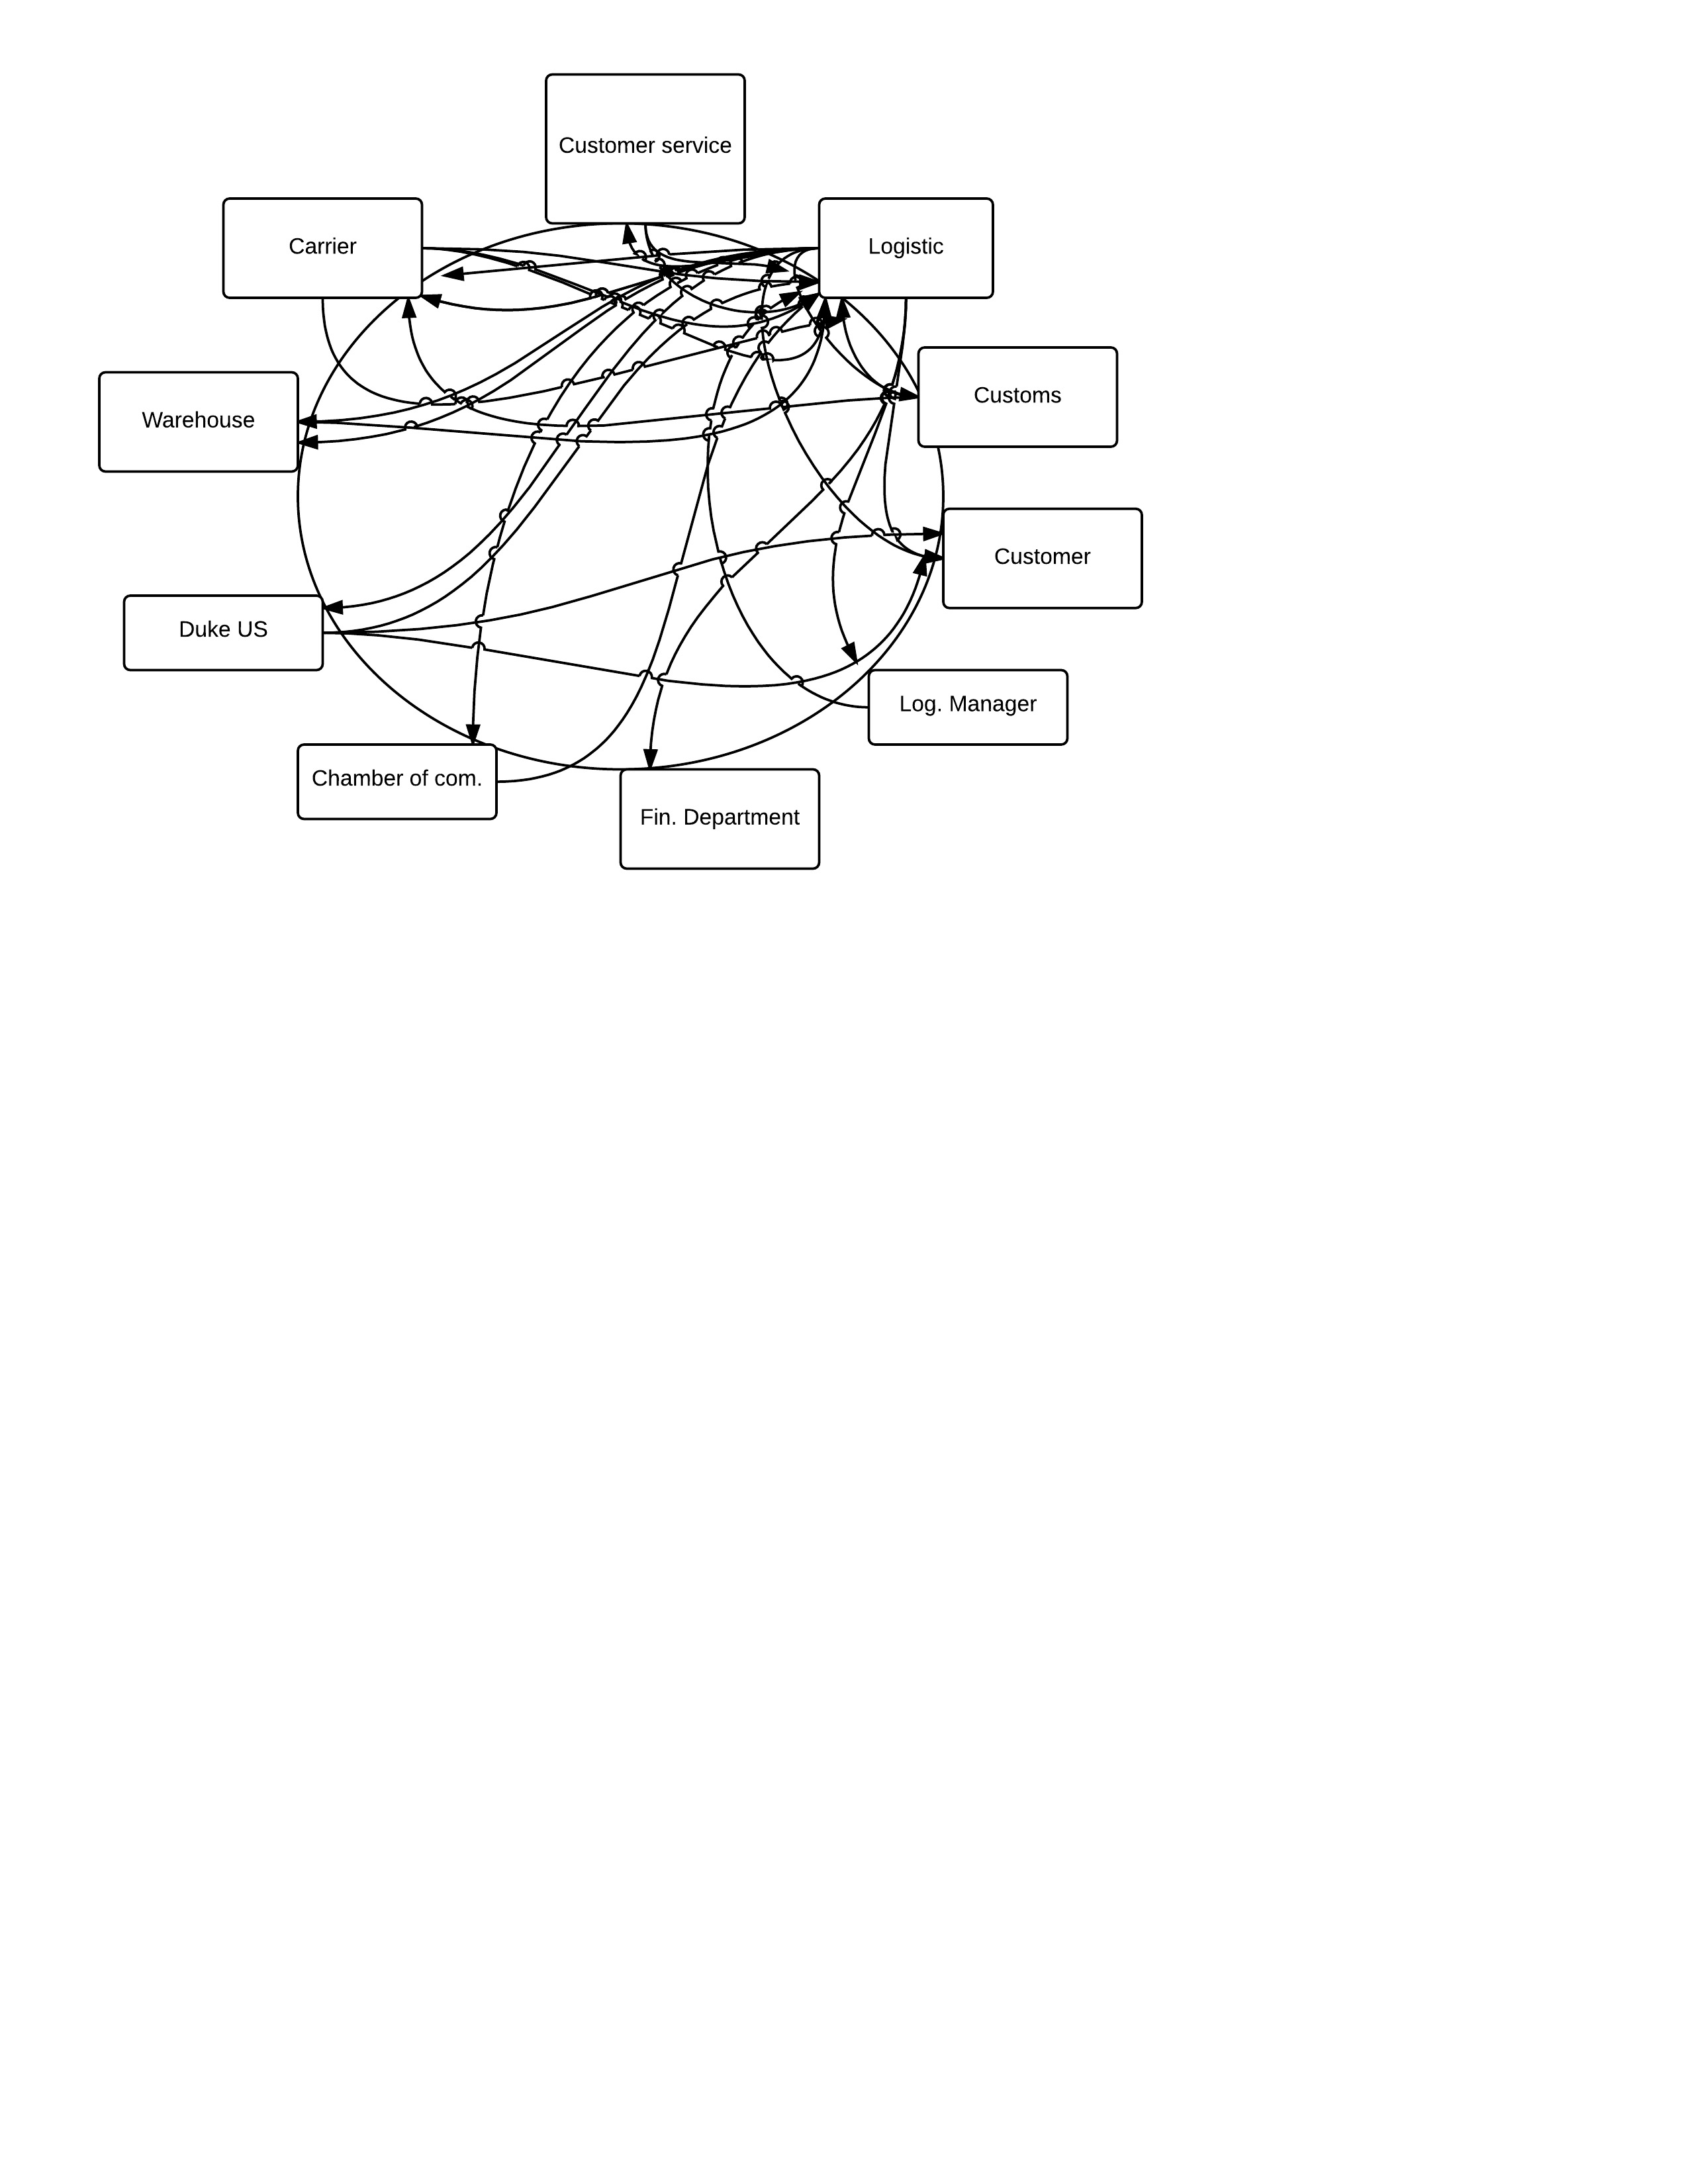 Customer service
Carrier
Logistic
Customs
Warehouse
Customer
Duke US
Log. Manager
Chamber of com.
Fin. Department